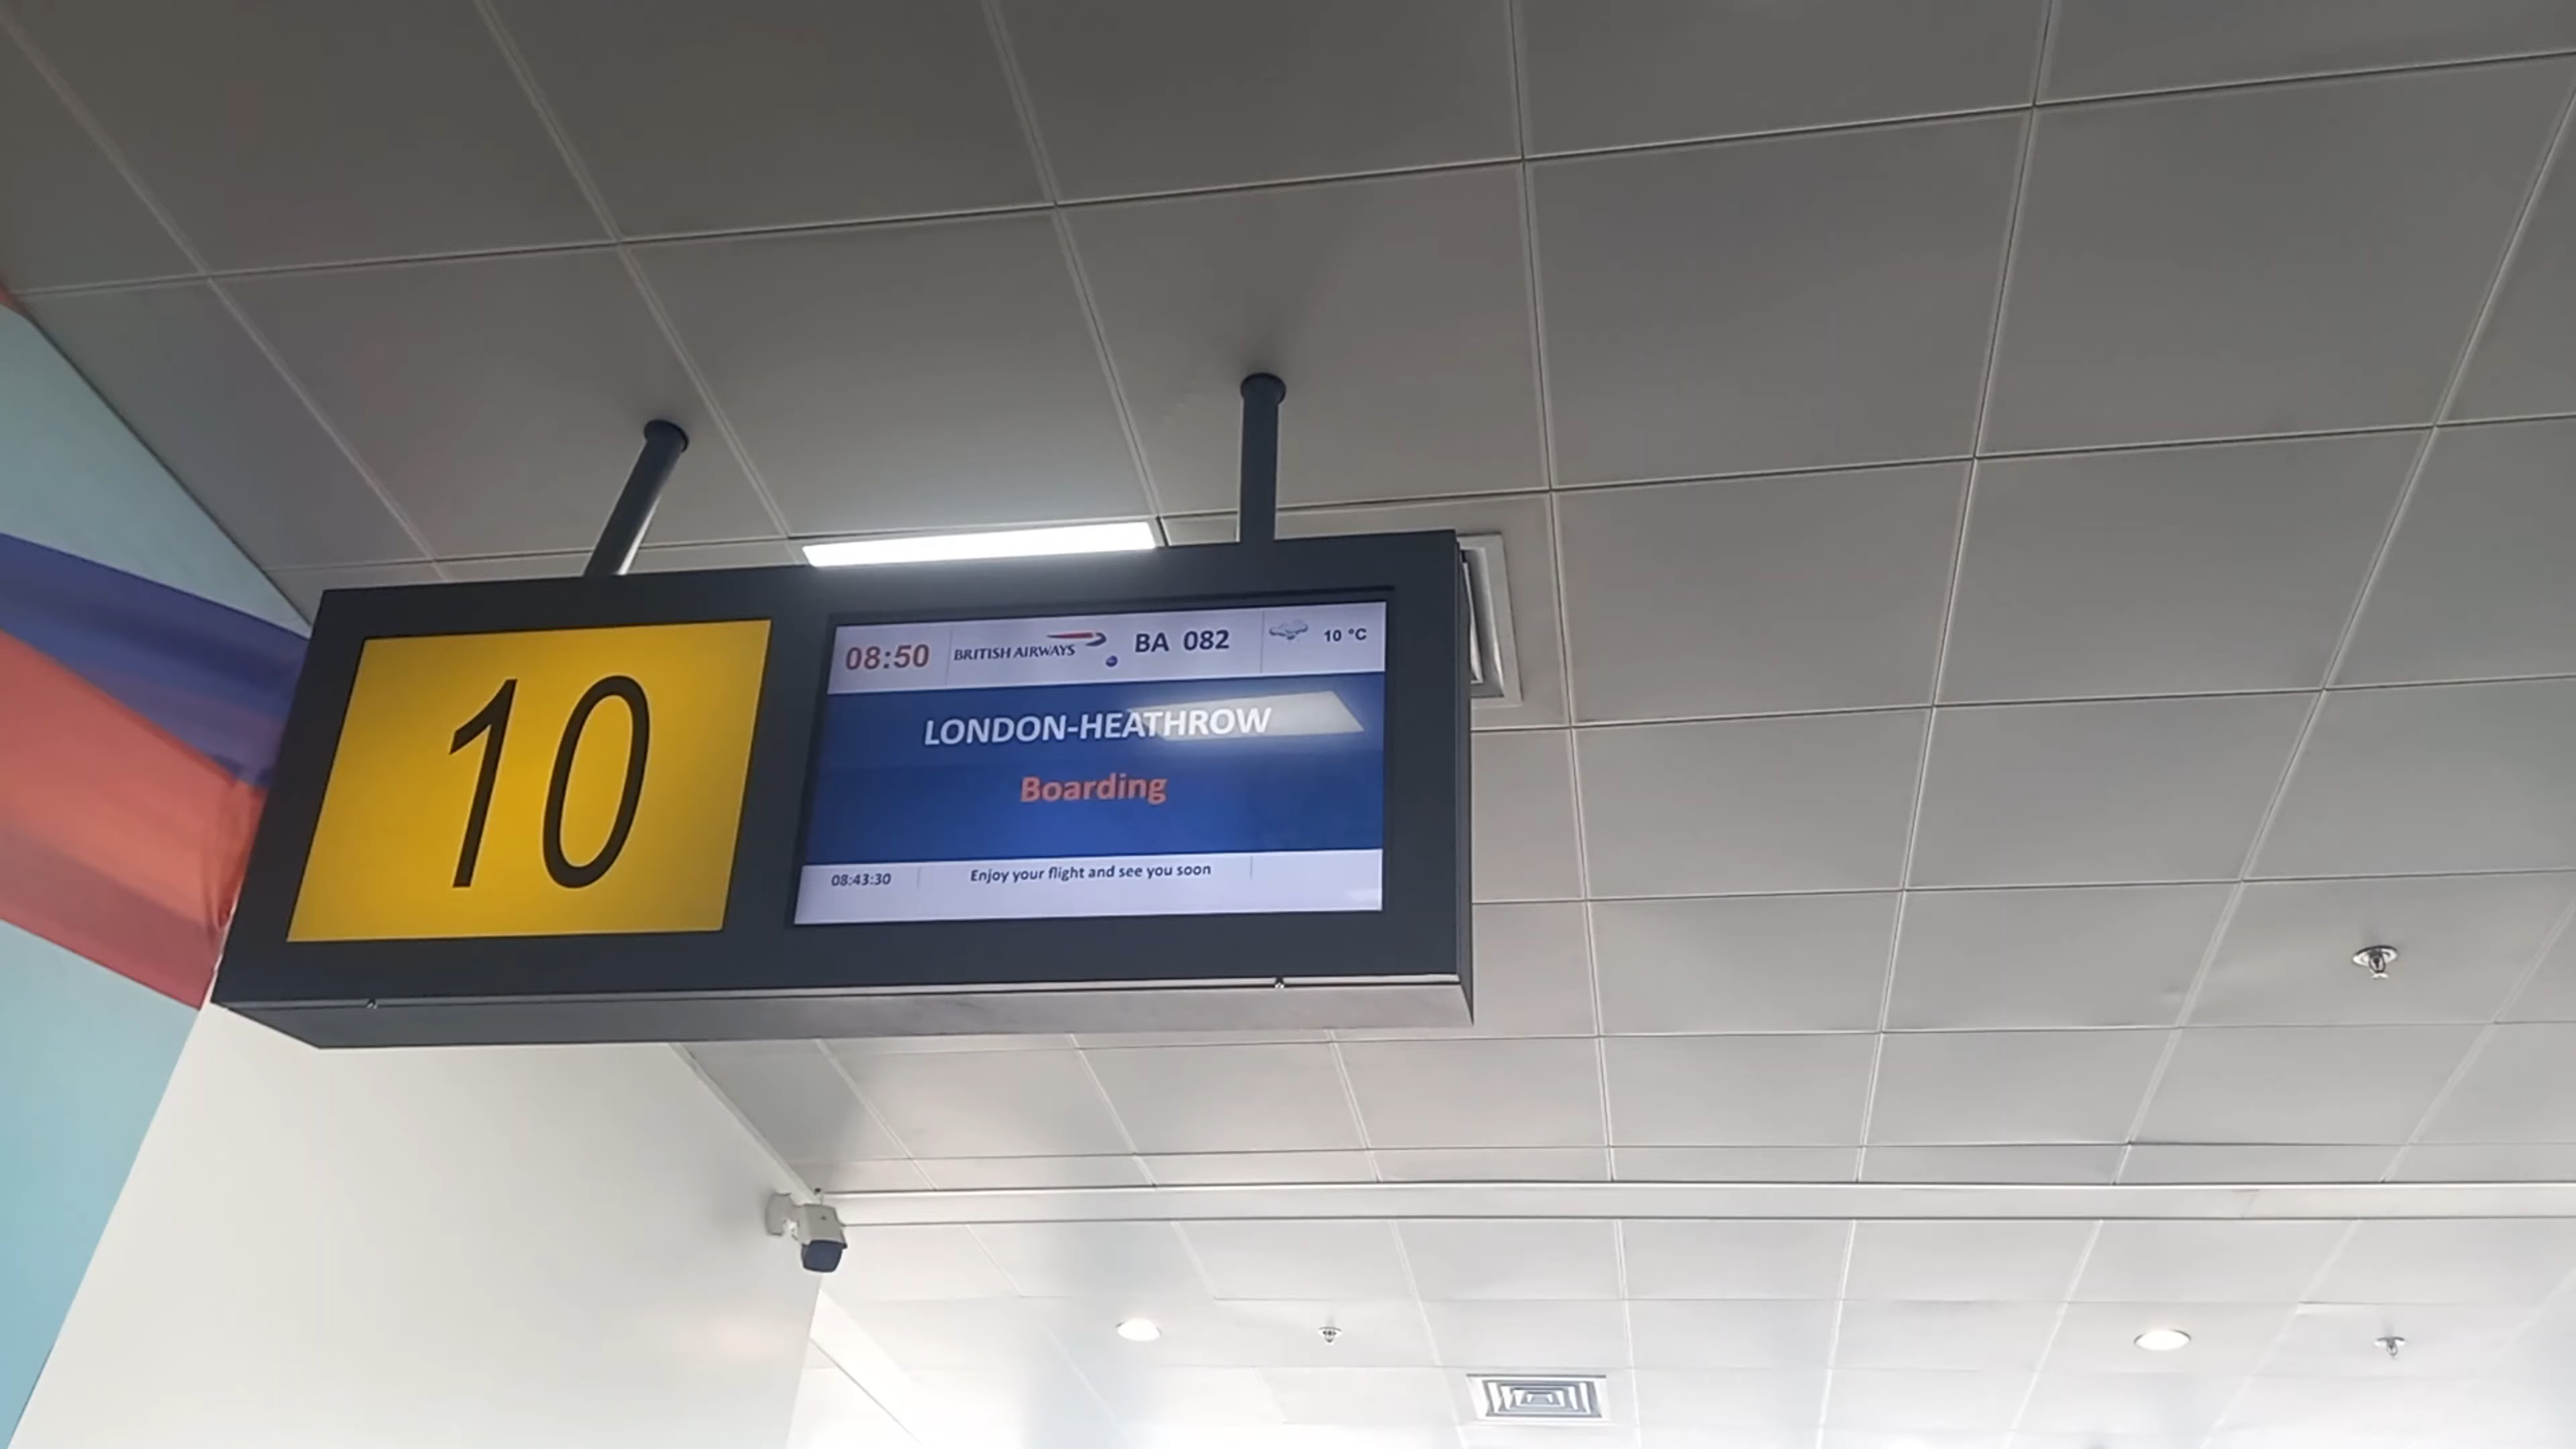 10
08:50 BRITISH AIRWAYS BA 082 10 °C
LONDON-HEATHROW
Boarding
08:43:30 Enjoy your flight and see you soon